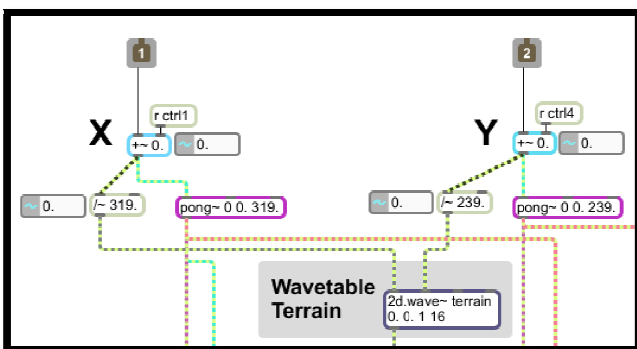 1
2
r ctrl1
r ctrl4
X
+~ 0.
~ 0.
Y
+~ 0.
~ 0.
~ 0.
/~ 319.
pong~ 0 0. 319.
~ 0.
/~ 239.
pong~ 0 0. 239.
Wavetable
Terrain
2d.wave~ terrain
0. 0. 1 16